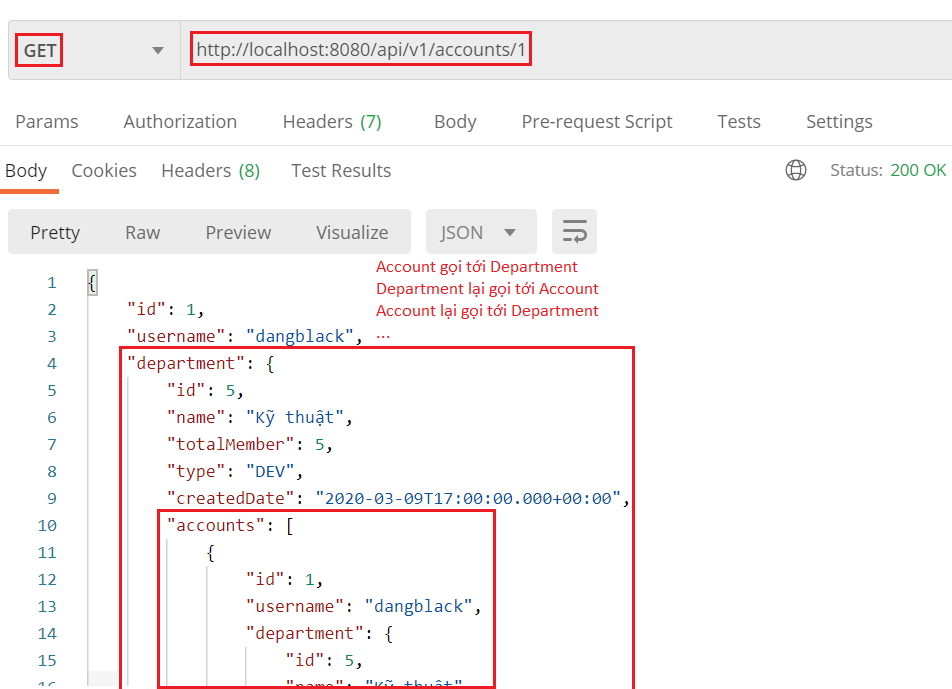 GET http://localhost:8080/api/v1/accounts/1
Params Authorization Headers (7) Body Pre-request Script Tests Settings
Body Cookies Headers (8) Test Results Status: 200 OK
Pretty Raw Preview Visualize JSON
Account gọi tới Department
Department lại gọi tới Account
Account lại gọi tới Department
...
1 {
2 "id": 1,
3 "username": "dangblack",
4 "department": {
5 "id": 5,
6 "name": "Kỹ thuật",
7 "totalMember": 5,
8 "type": "DEV",
9 "createdDate": "2020-03-09T17:00:00.000+00:00",
10 "accounts": [
11 {
12 "id": 1,
13 "username": "dangblack",
14 "department": {
15 "id": 5,
16 "name": "Kỹ thuật"